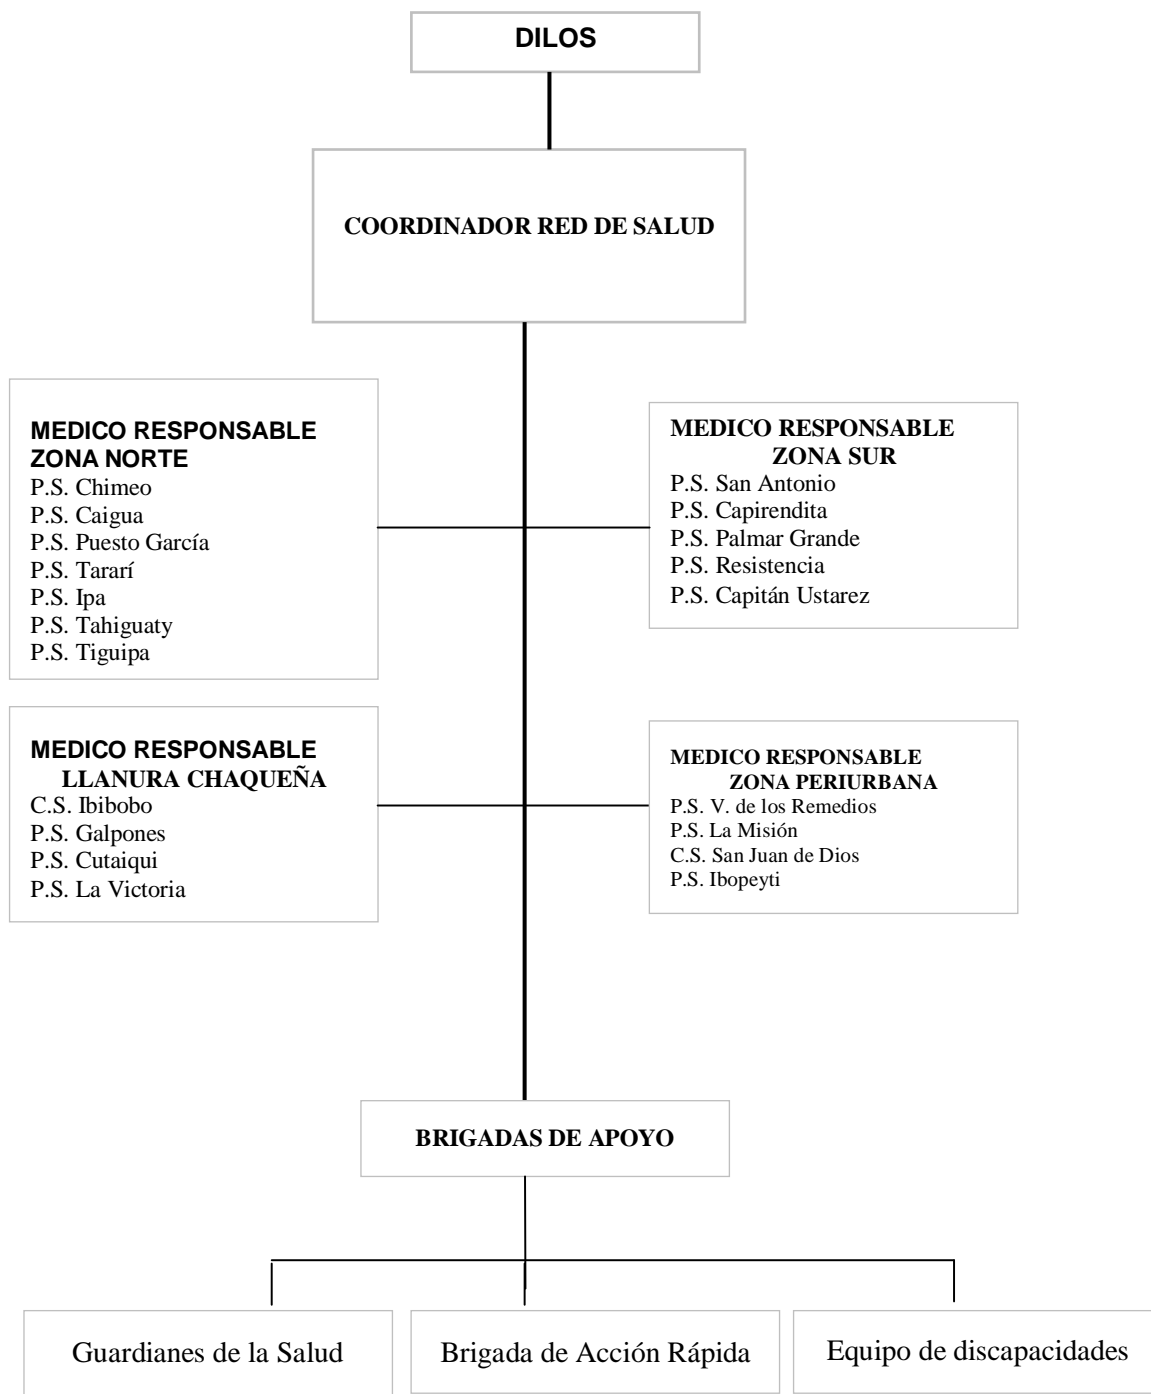 DILOS
COORDINADOR RED DE SALUD
MEDICO RESPONSABLE
ZONA NORTE
P.S. Chimeo
P.S. Caigua
P.S. Puesto García
P.S. Tararí
P.S. Ipa
P.S. Tahiguaty
P.S. Tiguipa
MEDICO RESPONSABLE
ZONA SUR
P.S. San Antonio
P.S. Capirendita
P.S. Palmar Grande
P.S. Resistencia
P.S. Capitán Ustarez
MEDICO RESPONSABLE
LLANURA CHAQUEÑA
C.S. Ibibobo
P.S. Galpones
P.S. Cutaiqui
P.S. La Victoria
MEDICO RESPONSABLE
ZONA PERIURBANA
P.S. V. de los Remedios
P.S. La Misión
C.S. San Juan de Dios
P.S. Ibopeyti
BRIGADAS DE APOYO
Guardianes de la Salud
Brigada de Acción Rápida
Equipo de discapacidades